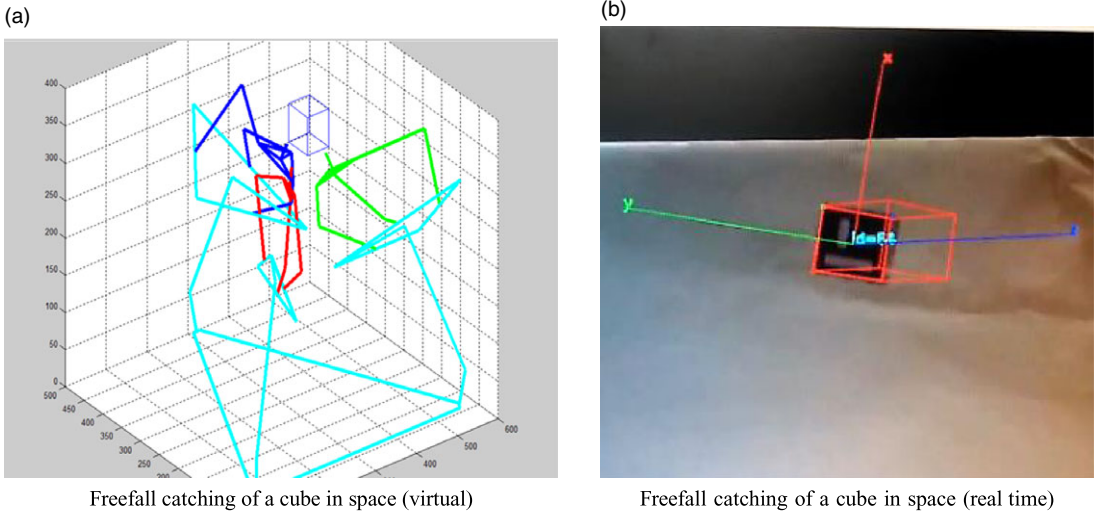 (a)
400
350
300
250
200
150
100
50
0
500
450
400
350
300
250
400
500
600
Freefall catching of a cube in space (virtual)
(b)
x
y
z
Freefall catching of a cube in space (real time)